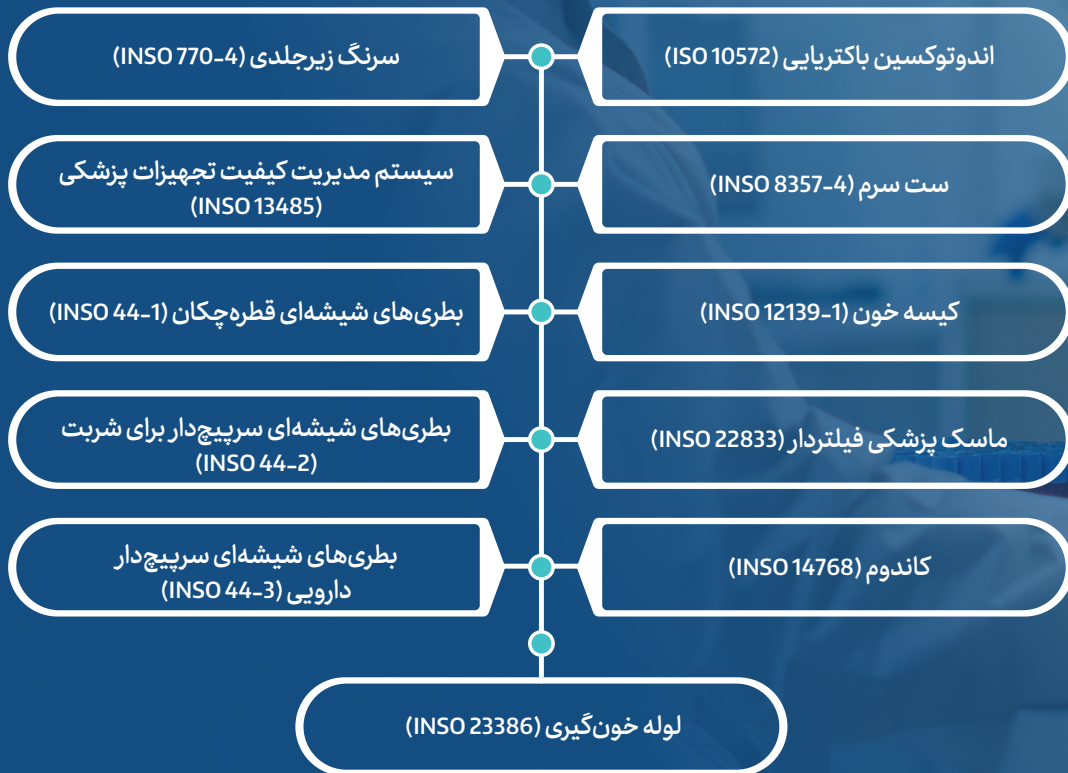 اندوتوکسین باکتریایی (ISO 10572)
سرنگ زیرجلدی (INSO 770-4)
ست سرم (INSO 8357-4)
سیستم مدیریت کیفیت تجهیزات پزشکی
(INSO 13485)
کیسه خون (INSO 12139-1)
بطری‌های شیشه‌ای قطره‌چکان (INSO 44-1)
ماسک پزشکی فیلتردار (INSO 22833)
بطری‌های شیشه‌ای سرپیچ‌دار برای شربت
(INSO 44-2)
کاندوم (INSO 14768)
بطری‌های شیشه‌ای سرپیچ‌دار
دارویی (INSO 44-3)
لوله خون‌گیری (INSO 23386)